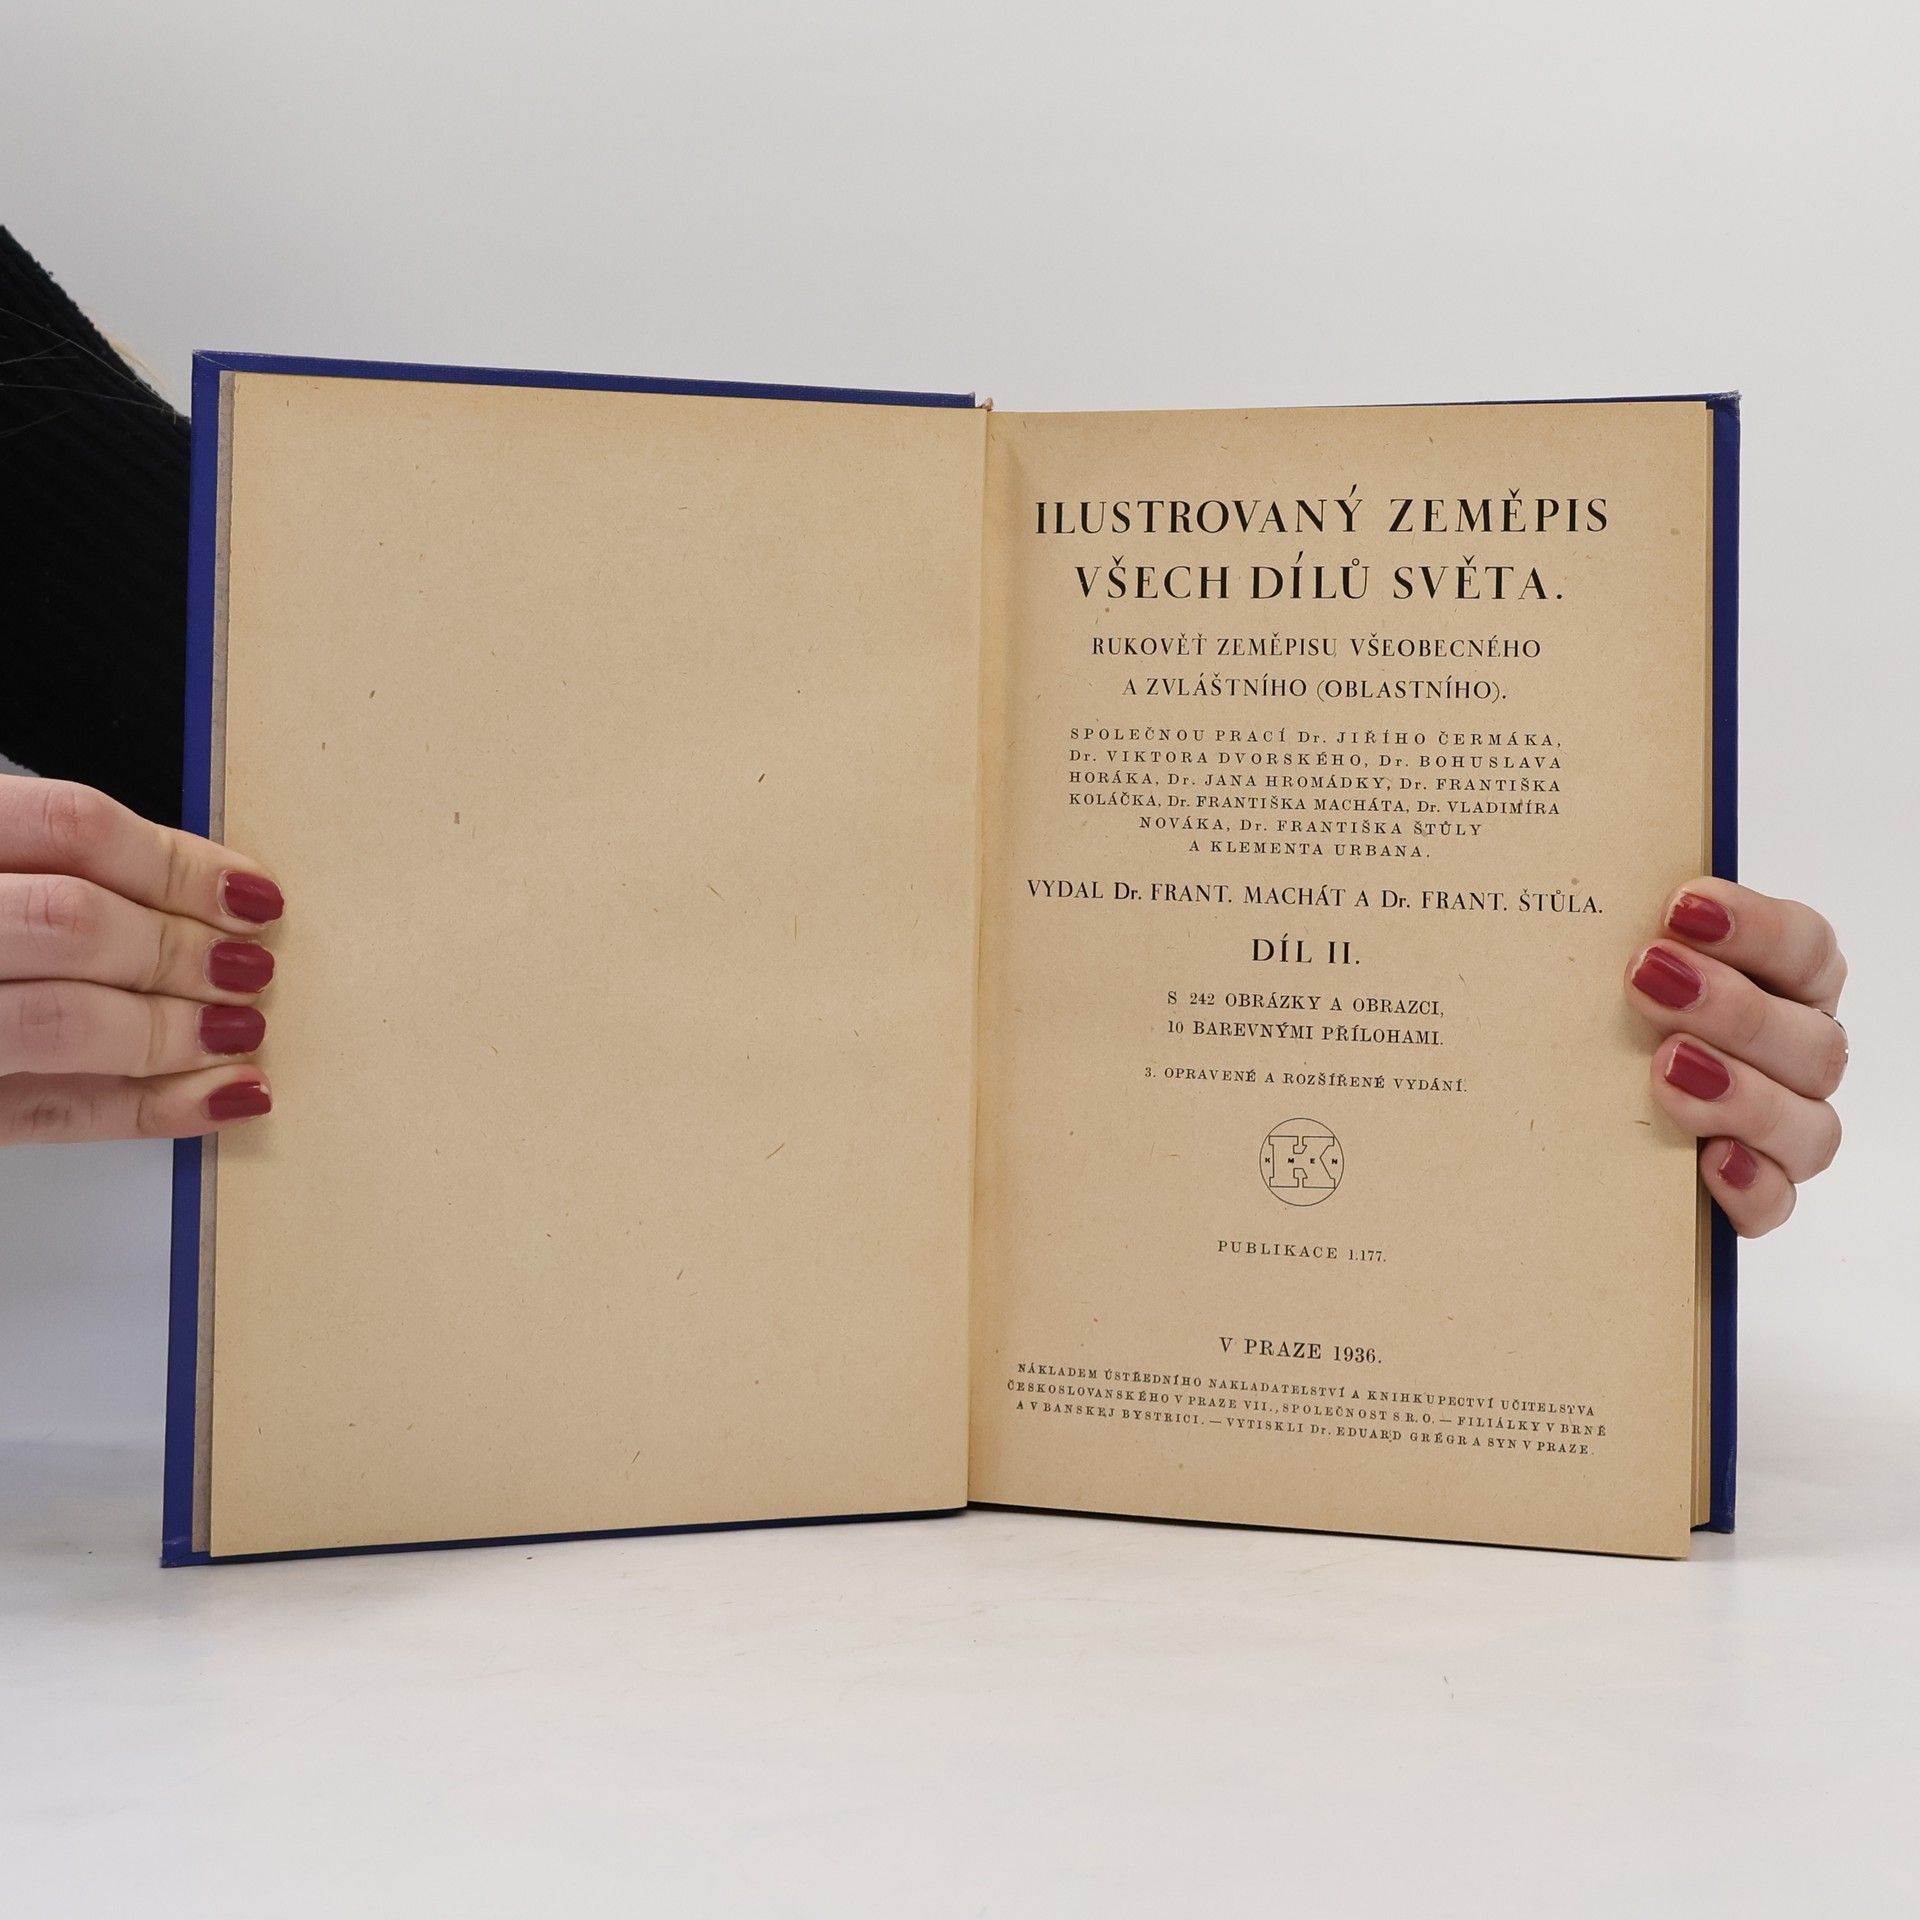 ILUSTROVANÝ ZEMĚPIS
VŠECH DÍLŮ SVĚTA.
RUKOVĚŤ ZEMĚPISU VŠEOBECNÉHO
A ZVLÁŠTNÍHO (OBLASTNÍHO).
SPOLEČNOU PRACÍ Dr. JIŘÍHO ČERMÁKA,
Dr. VIKTORA DVORSKÉHO, Dr. BOHUSLAVA
HORÁKA, Dr. JANA HROMÁDKY, Dr. FRANTIŠKA
KOLÁČKA, Dr. FRANTIŠKA MACHÁTA, Dr. VLADIMÍRA
NOVÁKA, Dr. FRANTIŠKA ŠTŮLY
A KLEMENTA URBANA.
VYDAL Dr. FRANT. MACHÁT A Dr. FRANT. ŠTŮLA.
DÍL II.
S 242 OBRÁZKY A OBRAZCI,
10 BAREVNÝMI PŘÍLOHAMI.
3. OPRAVENÉ A ROZŠÍŘENÉ VYDÁNÍ.
K
KMEN
PUBLIKACE 1.177.
V PRAZE 1936.
NÁKLADEM ÚSTŘEDNÍHO NAKLADATELSTVÍ A KNIHKUPECTVÍ UČITELSTVA
ČESKOSLOVANSKÉHO V PRAZE VII., SPOLEČNOST S R. O. — FILIÁLKY V BRNĚ
A V BANSKEJ BYSTRICI. — VYTISKLI Dr. EDUARD GRÉGR A SYN V PRAZE.